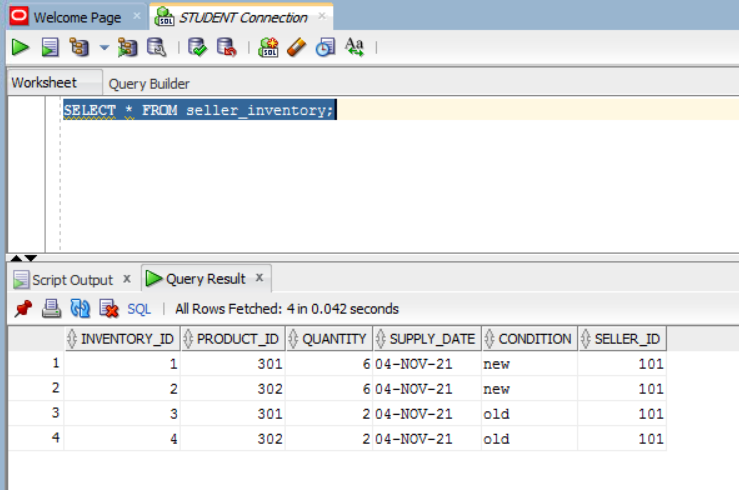 Welcome Page × STUDENT Connection ×
Worksheet Query Builder
SELECT * FROM seller_inventory;
Script Output x Query Result x
SQL | All Rows Fetched: 4 in 0.042 seconds
INVENTORY_ID PRODUCT_ID QUANTITY SUPPLY_DATE CONDITION SELLER_ID
1 1 301 6 04-NOV-21 new 101
2 2 302 6 04-NOV-21 new 101
3 3 301 2 04-NOV-21 old 101
4 4 302 2 04-NOV-21 old 101